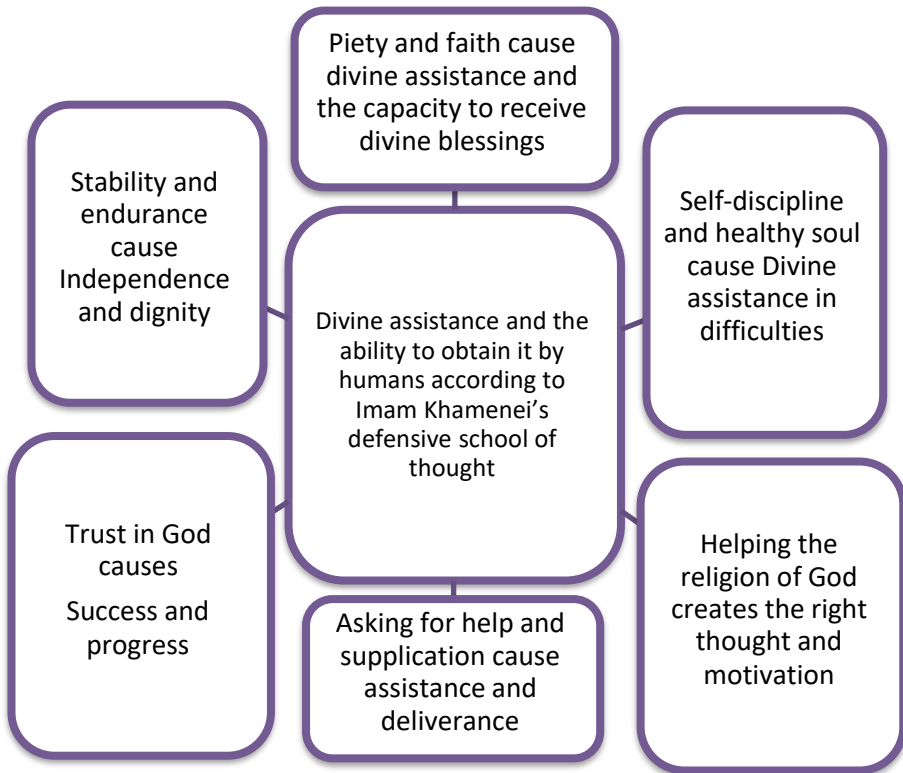 Piety and faith cause
divine assistance and
the capacity to receive
divine blessings
Stability and
endurance
cause
Independence
and dignity
Self-discipline
and healthy soul
cause Divine
assistance in
difficulties
Divine assistance and the
ability to obtain it by
humans according to
Imam Khamenei’s
defensive school of
thought
Trust in God
causes
Success and
progress
Helping the
religion of God
creates the right
thought and
motivation
Asking for help and
supplication cause
assistance and
deliverance